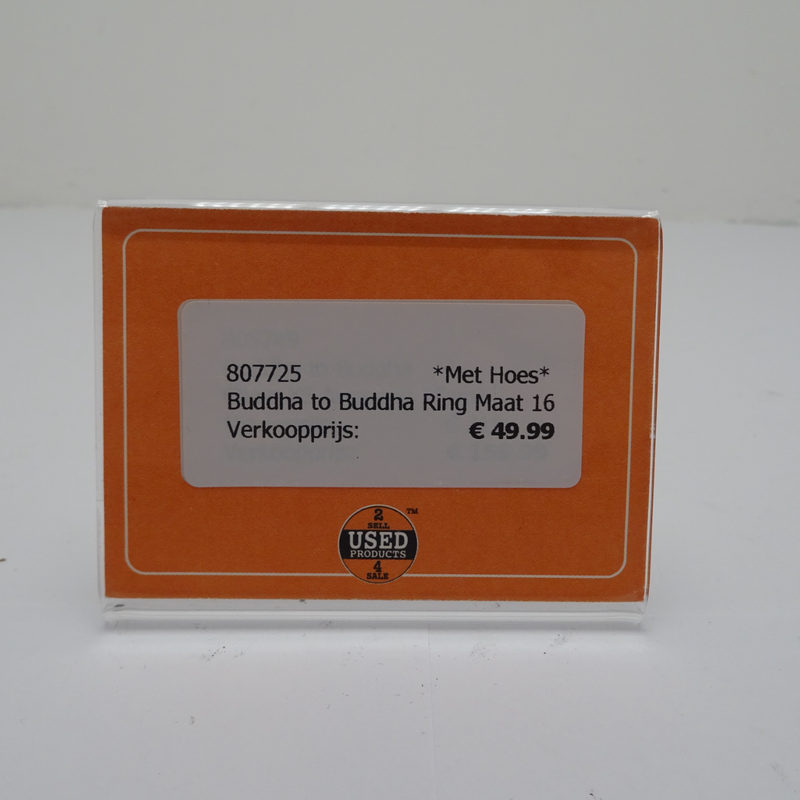 807725 *Met Hoes*
Buddha to Buddha Ring Maat 16
Verkoopprijs: € 49.99
2
SELL
USED
PRODUCTS
4
SALE
TM